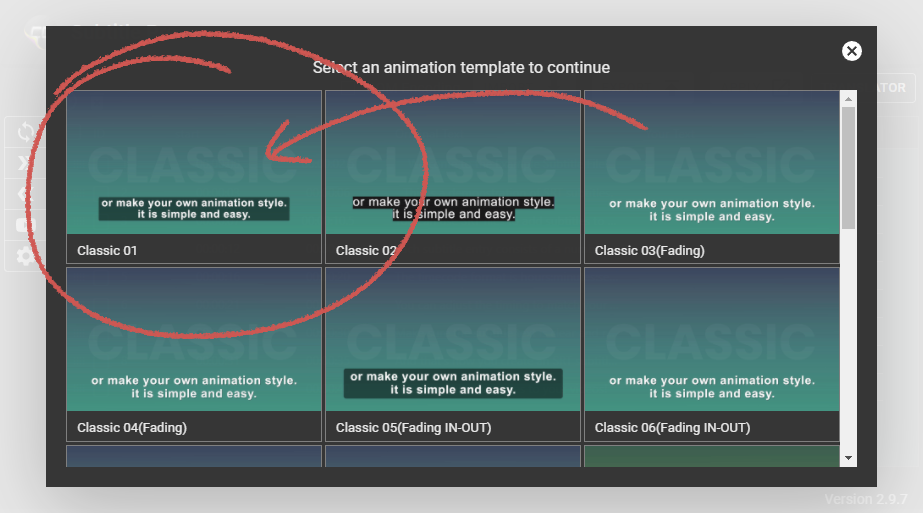 Select an animation template to continue
ATOR
CLASSIC
or make your own animation style.
it is simple and easy.
Classic 01
CLASSIC
or make your own animation style.
it is simple and easy.
Classic 02
CLASSIC
or make your own animation style.
it is simple and easy.
Classic 03(Fading)
CLASSIC
or make your own animation style.
it is simple and easy.
Classic 04(Fading)
CLASSIC
or make your own animation style.
it is simple and easy.
Classic 05(Fading IN-OUT)
CLASSIC
or make your own animation style.
it is simple and easy.
Classic 06(Fading IN-OUT)
Version 2.9.7